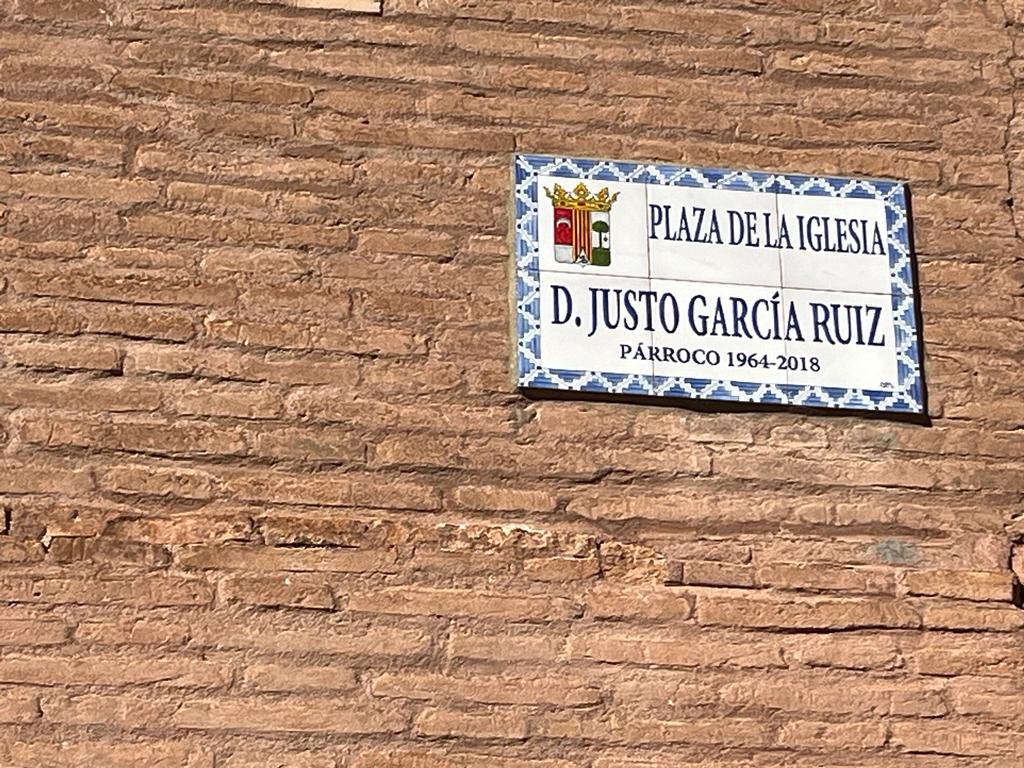 PLAZA DE LA IGLESIA
D. JUSTO GARCÍA RUIZ
PÁRROCO 1964-2018